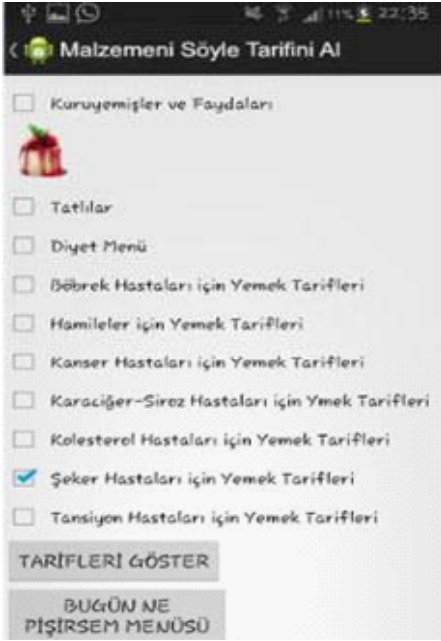 11% 22:35
Malzemeni Söyle Tarifini Al
Kuruyemişler ve Faydaları
Tatlılar
Diyet Menü
Böbrek Hastaları için Yemek Tarifleri
Hamileler için Yemek Tarifleri
Kanser Hastaları için Yemek Tarifleri
Karaciğer-Siroz Hastaları için Ymek Tarifleri
Kolesterol Hastaları için Yemek Tarifleri
Şeker Hastaları için Yemek Tarifleri
Tansiyon Hastaları için Yemek Tarifleri
TARİFLERİ GÖSTER
BUGÜN NE
PİŞİRSEM MENÜSÜ